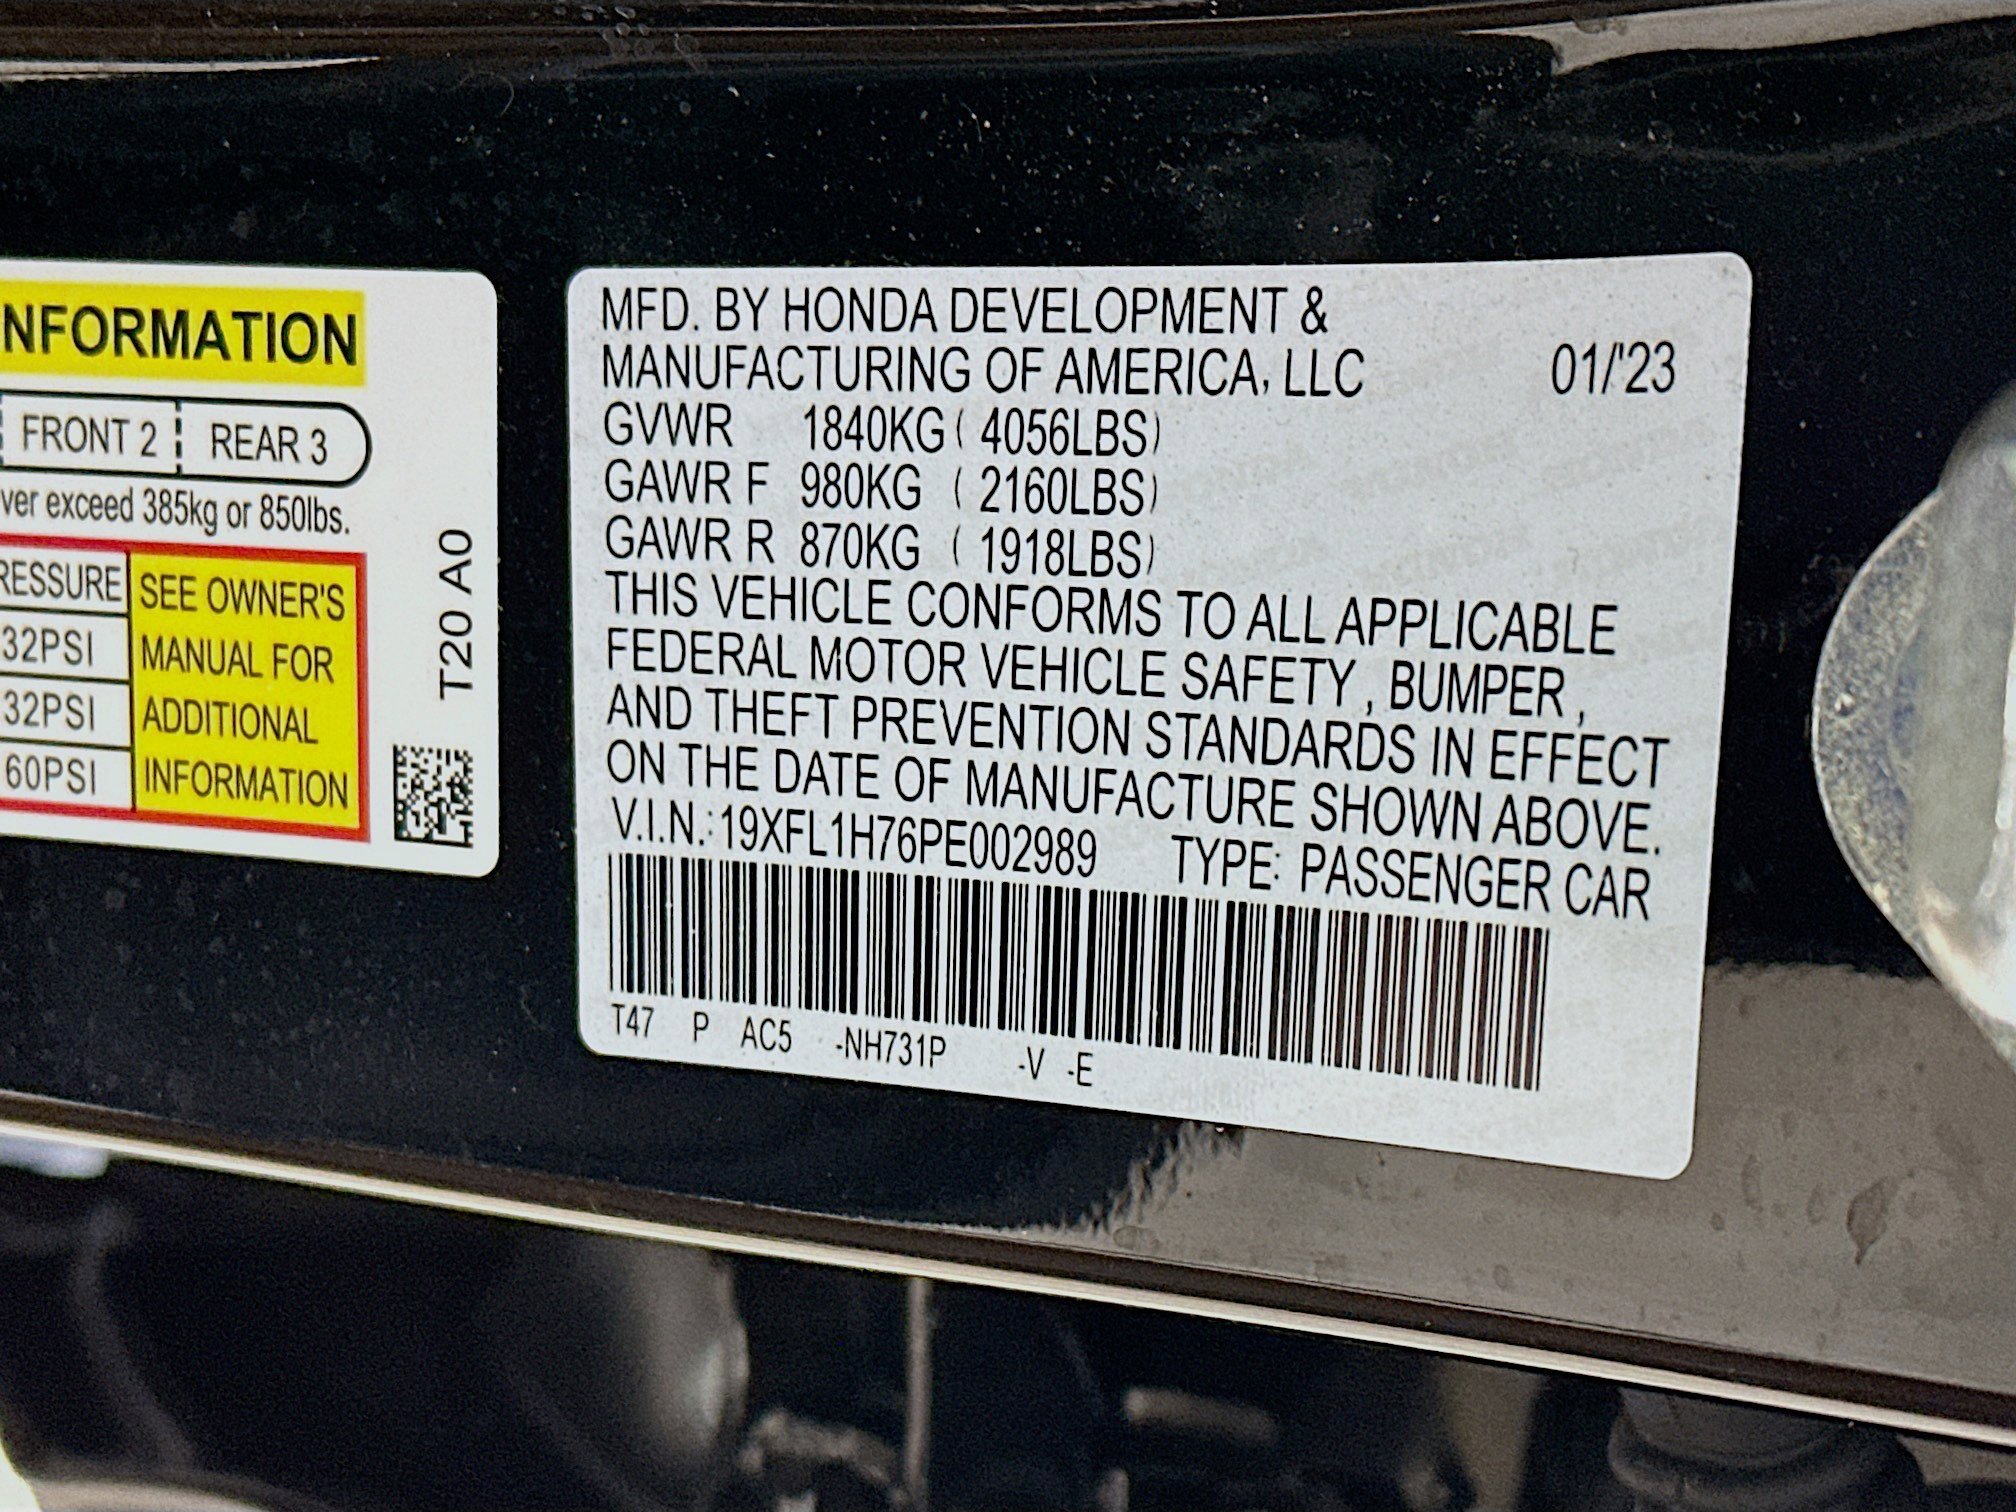 NFORMATION
FRONT 2 REAR 3
ver exceed 385kg or 850lbs.
RESSURE
32PSI
32PSI
60PSI
SEE OWNER'S
MANUAL FOR
ADDITIONAL
INFORMATION
T20 A0
MFD. BY HONDA DEVELOPMENT &
MANUFACTURING OF AMERICA, LLC 01/'23
GVWR 1840KG ( 4056LBS)
GAWR F 980KG ( 2160LBS)
GAWR R 870KG ( 1918LBS)
THIS VEHICLE CONFORMS TO ALL APPLICABLE
FEDERAL MOTOR VEHICLE SAFETY , BUMPER ,
AND THEFT PREVENTION STANDARDS IN EFFECT
ON THE DATE OF MANUFACTURE SHOWN ABOVE.
V.I.N.: 19XFL1H76PE002989 TYPE: PASSENGER CAR
T47 P AC5 -NH731P -V -E